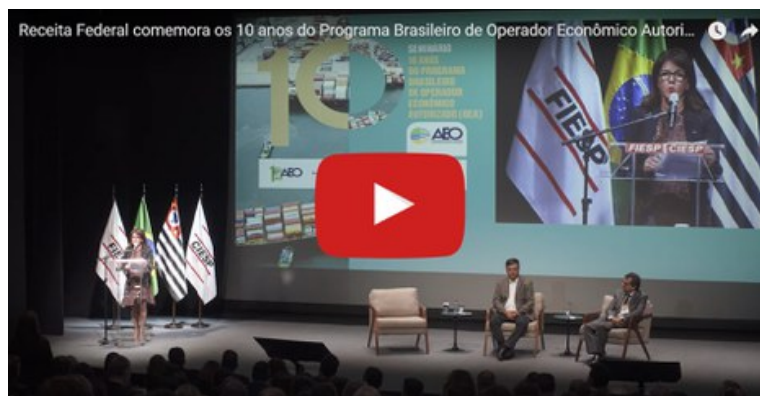 Receita Federal comemora os 10 anos do Programa Brasileiro de Operador Econômico Autori...
10
SEMINÁRIO
10 ANOS
DO PROGRAMA
BRASILEIRO
DE OPERADOR
ECONÔMICO
AUTORIZADO (OEA)
AEO
AEO
FIESP
FIESP CIESP
FIESP
CIESP